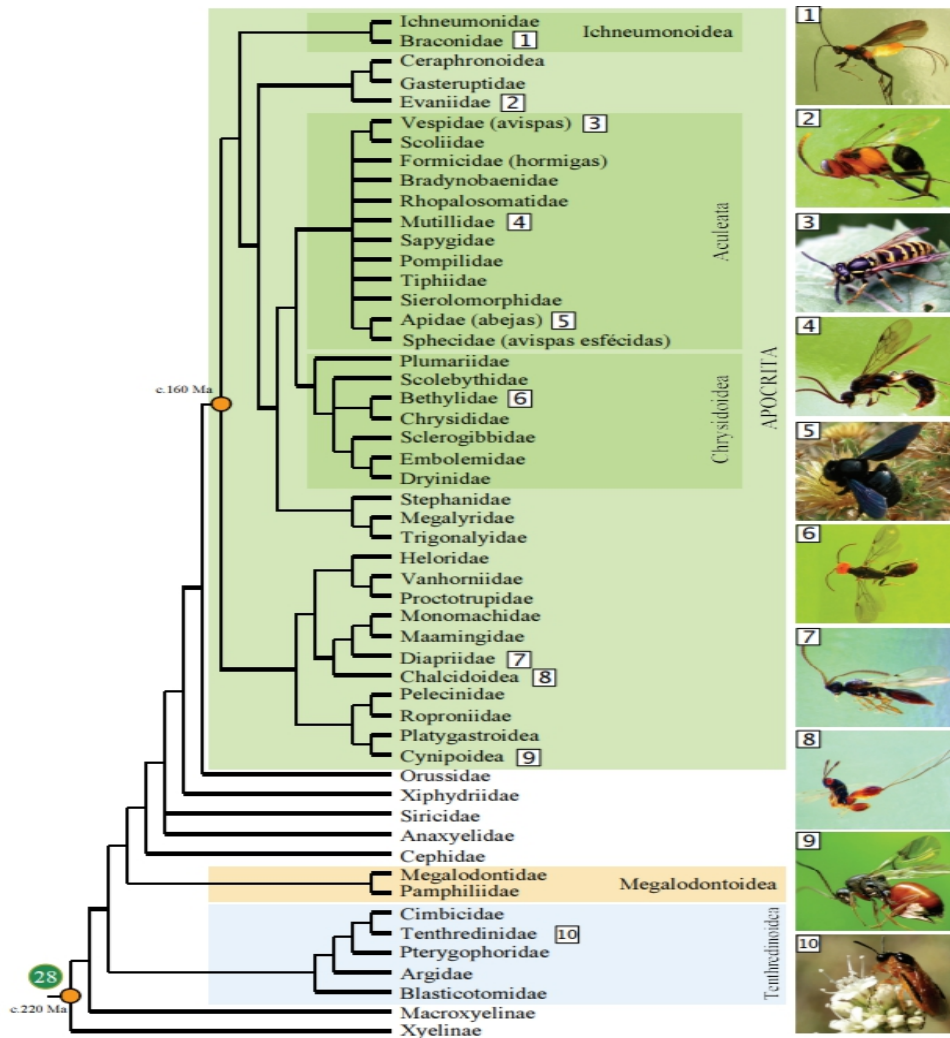 Ichneumonidae
Braconidae 1
Ichneumonoidea
Ceraphronoidea
Gasteruptidae
Evaniidae 2
Vespidae (avispas) 3
Scoliidae
Formicidae (hormigas)
Bradynobaenidae
Rhopalosomatidae
Mutillidae 4
Sapygidae
Pompilidae
Tiphiidae
Sierolomorphidae
Apidae (abejas) 5
Sphecidae (avispas esfécidas)
Aculeata
Plumariidae
Scolebythidae
Bethylidae 6
Chrysididae
Sclerogibbidae
Embolemidae
Dryinidae
Chrysidoidea
APOCRITA
c.160 Ma
Stephanidae
Megalyridae
Trigonalyidae
Heloridae
Vanhorniidae
Proctotrupidae
Monomachidae
Maamingidae
Diapriidae 7
Chalcidoidea 8
Pelecinidae
Roproniidae
Platygastroidea
Cynipoidea 9
Orussidae
Xiphydriidae
Siricidae
Anaxyelidae
Cephidae
Megalodontidae
Pamphiliidae
Megalodontoidea
Cimbicidae
Tenthredinidae 10
Pterygophoridae
Argidae
Blasticotomidae
Tenthredinoidea
28
c.220 Ma
Macroxyelinae
Xyelinae
1
2
3
4
5
6
7
8
9
10